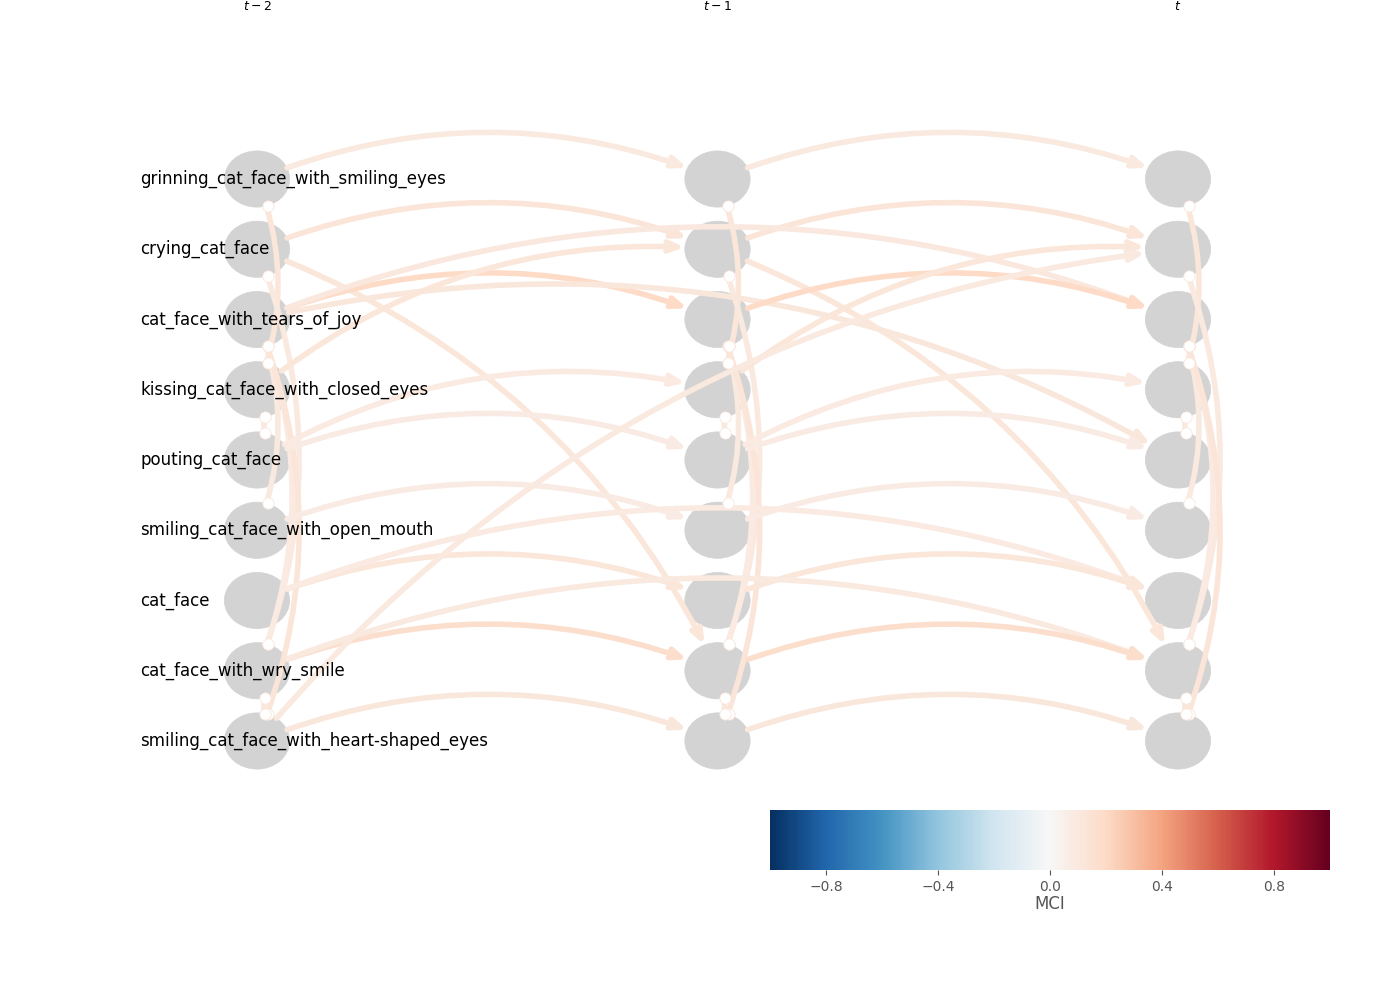 t − 2 t − 1 t
grinning_cat_face_with_smiling_eyes
crying_cat_face
cat_face_with_tears_of_joy
kissing_cat_face_with_closed_eyes
pouting_cat_face
smiling_cat_face_with_open_mouth
cat_face
cat_face_with_wry_smile
smiling_cat_face_with_heart-shaped_eyes
−0.8 −0.4 0.0 0.4 0.8
MCI